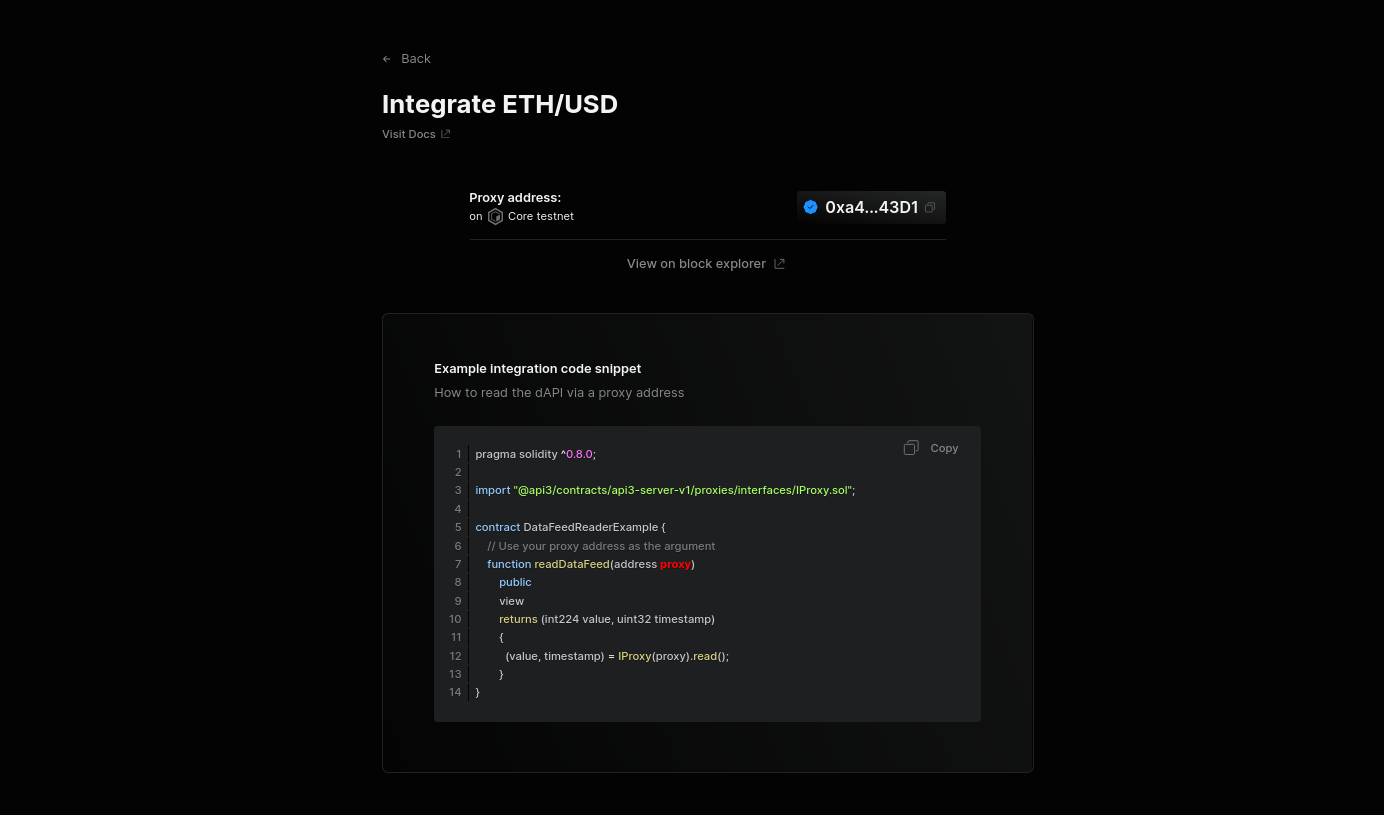 Back
Integrate ETH/USD
Visit Docs
Proxy address:
on Core testnet
0xa4...43D1
View on block explorer
Example integration code snippet
How to read the dAPI via a proxy address
Copy
1 pragma solidity ^0.8.0;
2
3 import "@api3/contracts/api3-server-v1/proxies/interfaces/IProxy.sol";
4
5 contract DataFeedReaderExample {
6 // Use your proxy address as the argument
7 function readDataFeed(address proxy)
8 public
9 view
10 returns (int224 value, uint32 timestamp)
11 {
12 (value, timestamp) = IProxy(proxy).read();
13 }
14 }